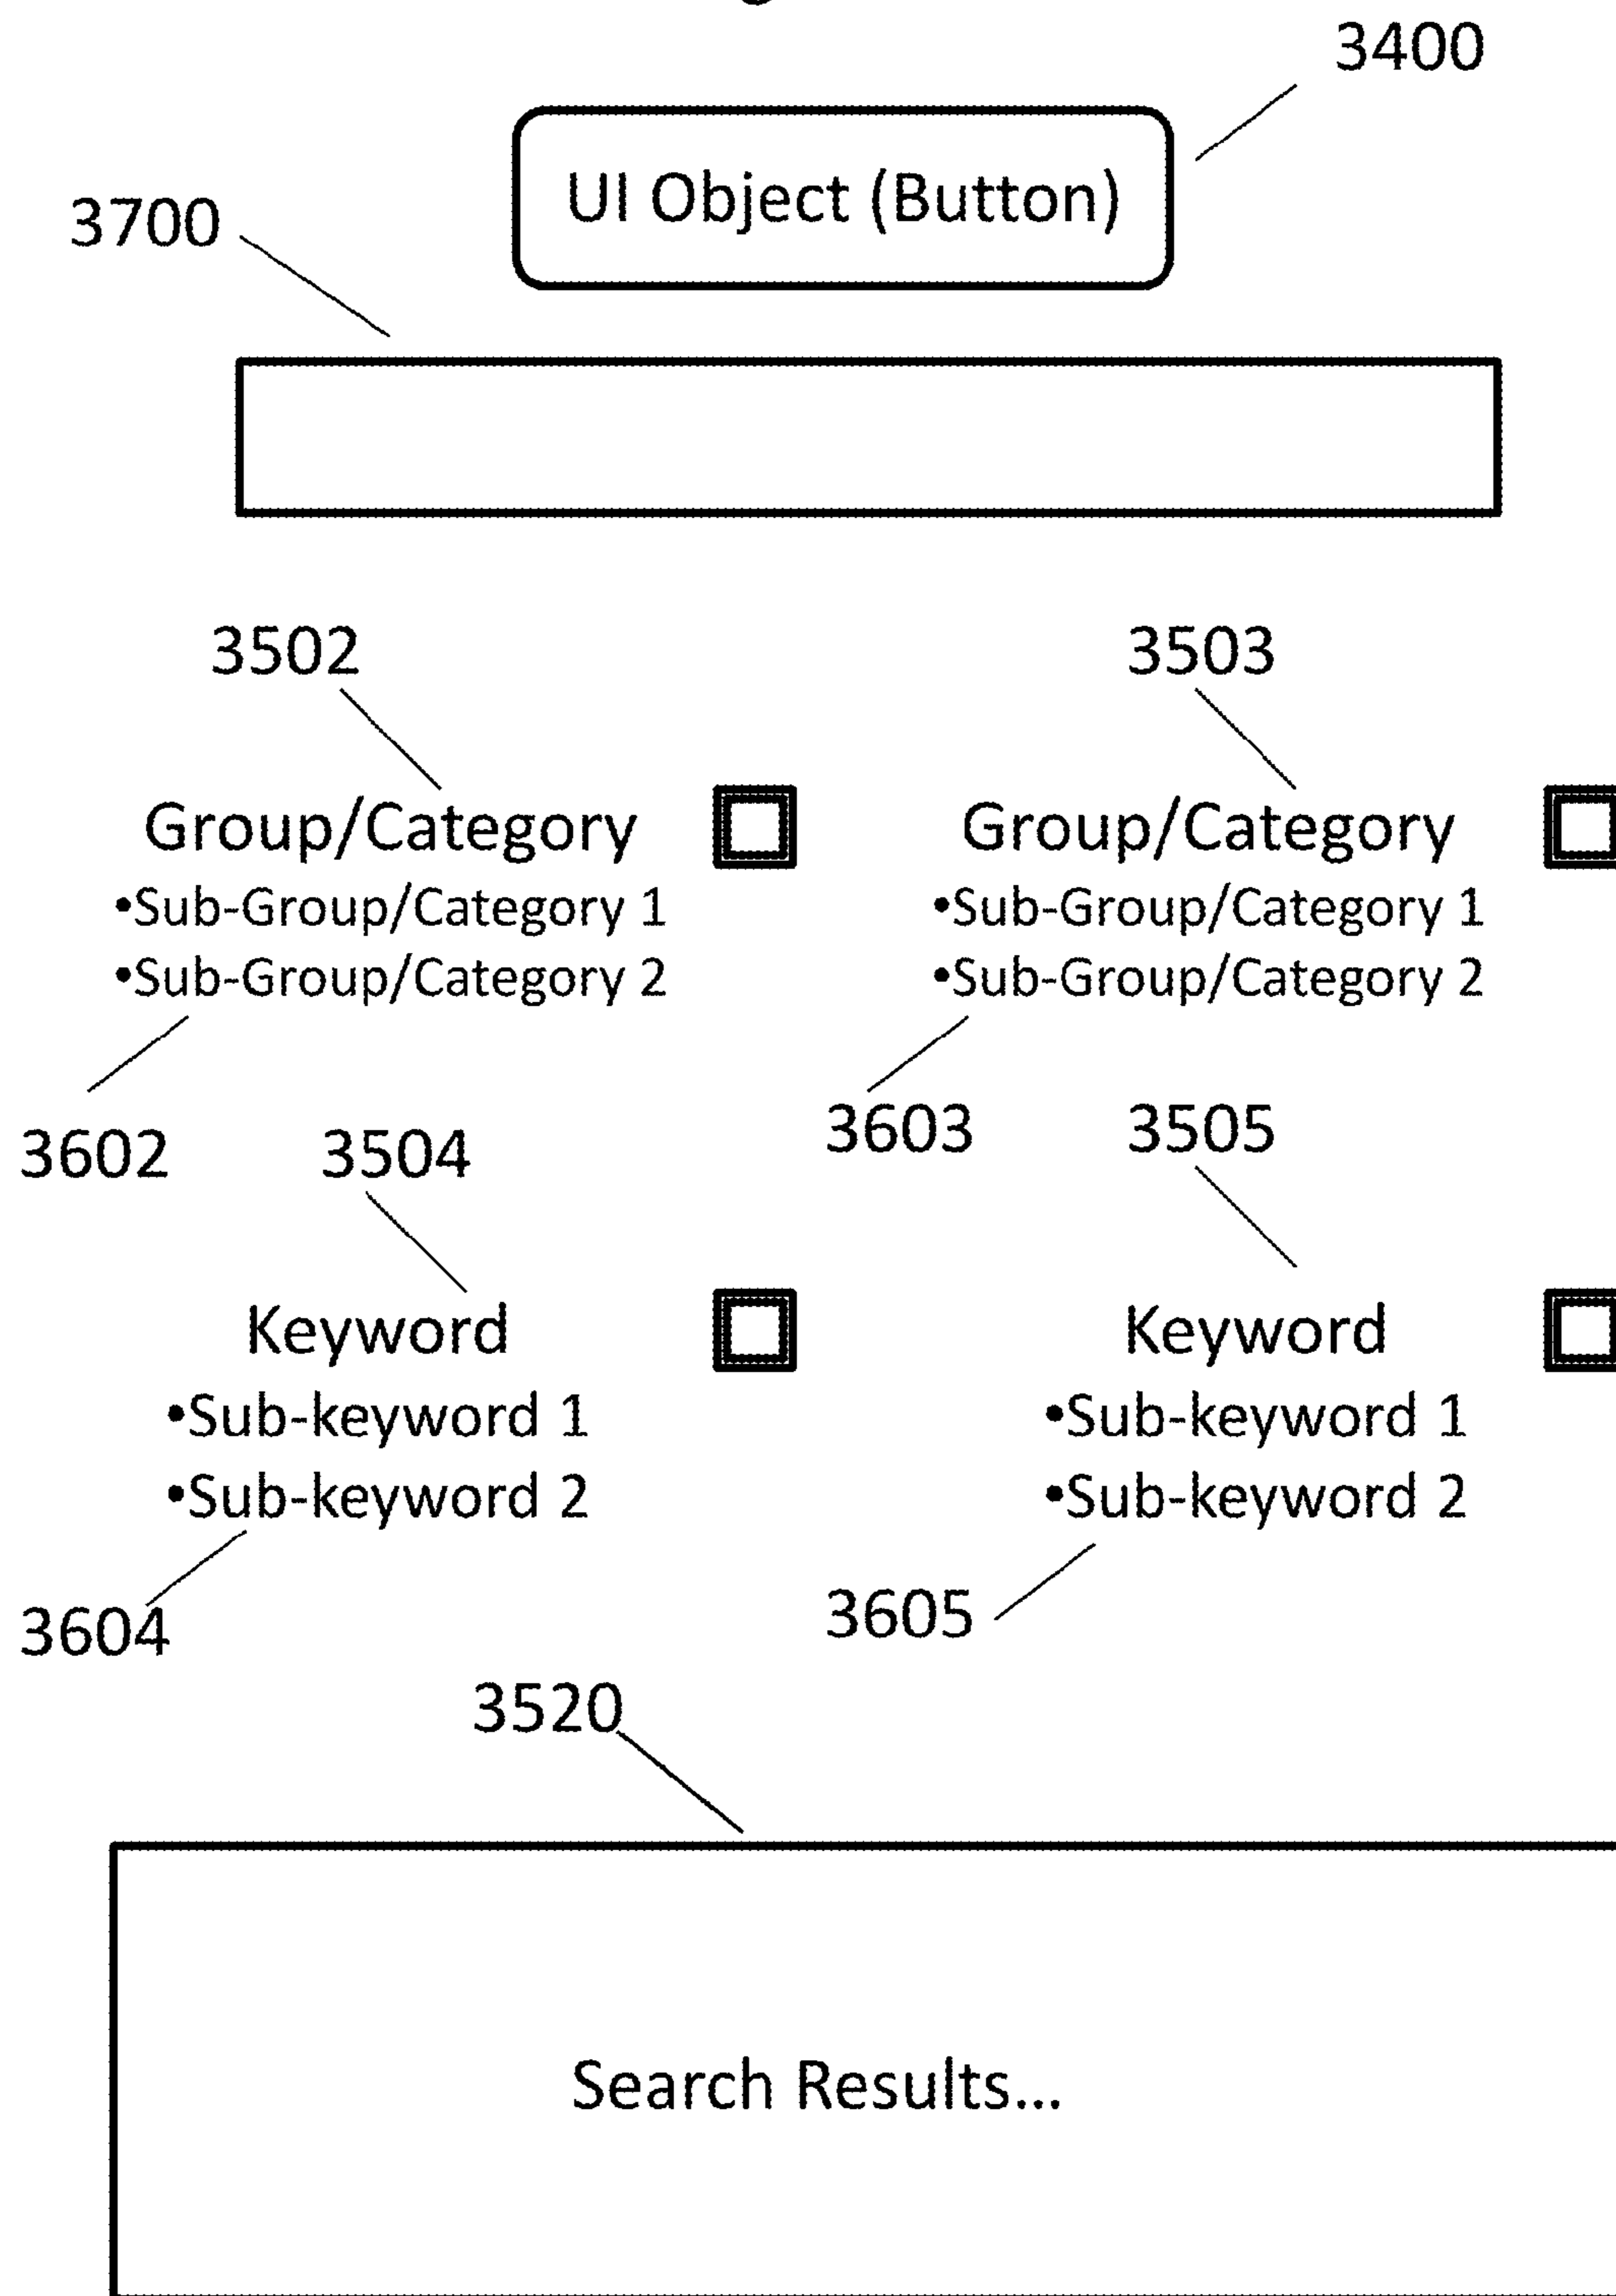 3400
UI Object (Button)
3700
3502
3503
Group/Category
Group/Category
•Sub-Group/Category 1
•Sub-Group/Category 1
•Sub-Group/Category 2
•Sub-Group/Category 2
3602
3504
3603
3505
Keyword
Keyword
•Sub-keyword 1
•Sub-keyword 1
•Sub-keyword 2
•Sub-keyword 2
3604
3605
3520
Search Results...